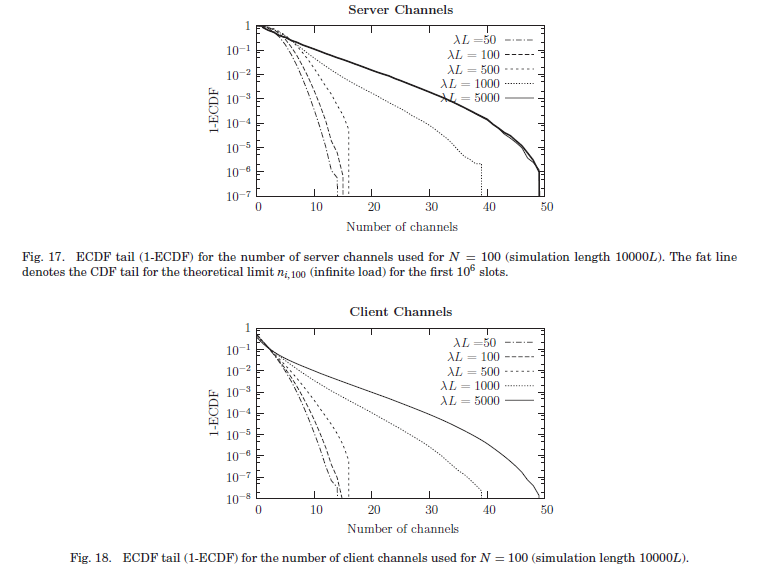 Server Channels
1
10−1
10−2
10−3
10−4
10−5
10−6
10−7
1-ECDF
λL =50
λL = 100
λL = 500
λL = 1000
λL = 5000
0 10 20 30 40 50
Number of channels
Fig. 17. ECDF tail (1-ECDF) for the number of server channels used for N = 100 (simulation length 10000L). The fat line
denotes the CDF tail for the theoretical limit ni,100 (infinite load) for the first 10⁶ slots.
Client Channels
1
10−1
10−2
10−3
10−4
10−5
10−6
10−7
10−8
1-ECDF
λL =50
λL = 100
λL = 500
λL = 1000
λL = 5000
0 10 20 30 40 50
Number of channels
Fig. 18. ECDF tail (1-ECDF) for the number of client channels used for N = 100 (simulation length 10000L).